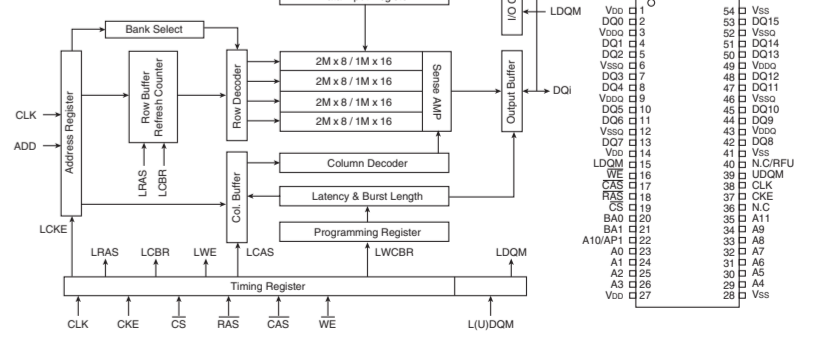 I/O C
LDQM
Bank Select
2M x 8 / 1M x 16
2M x 8 / 1M x 16
2M x 8 / 1M x 16
2M x 8 / 1M x 16
Address Register
Row Buffer
Refresh Counter
Row Decoder
Sense AMP
Output Buffer
DQi
CLK
ADD
LRAS
LCBR
Col. Buffer
Column Decoder
Latency & Burst Length
Programming Register
LCKE
LRAS
LCBR
LWE
LCAS
LWCBR
LDQM
Timing Register
CLK
CKE
CS
RAS
CAS
WE
L(U)DQM
VDD 1 54 VSS
DQ0 2 53 DQ15
VDDQ 3 52 VSSQ
DQ1 4 51 DQ14
DQ2 5 50 DQ13
VSSQ 6 49 VDDQ
DQ3 7 48 DQ12
DQ4 8 47 DQ11
VDDQ 9 46 VSSQ
DQ5 10 45 DQ10
DQ6 11 44 DQ9
VSSQ 12 43 VDDQ
DQ7 13 42 DQ8
VDD 14 41 VSS
LDQM 15 40 N.C/RFU
WE 16 39 UDQM
CAS 17 38 CLK
RAS 18 37 CKE
CS 19 36 N.C
BA0 20 35 A11
BA1 21 34 A9
A10/AP1 22 33 A8
A0 23 32 A7
A1 24 31 A6
A2 25 30 A5
A3 26 29 A4
VDD 27 28 VSS